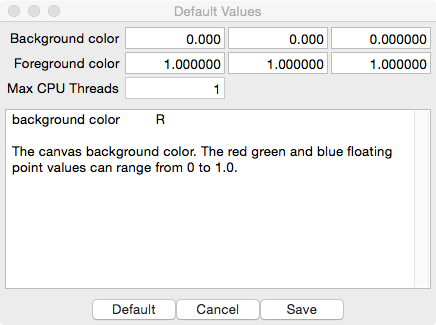 Default Values
Background color 0.000 0.000 0.000000
Foreground color 1.000000 1.000000 1.000000
Max CPU Threads 1
background color R
The canvas background color. The red green and blue floating
point values can range from 0 to 1.0.
Default Cancel Save